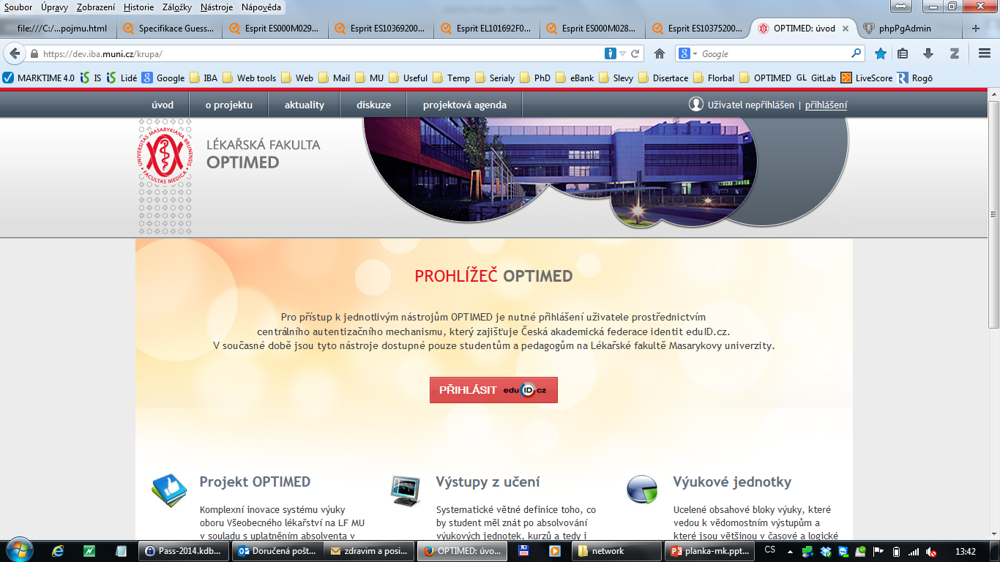 Soubor Úpravy Zobrazení Historie Záložky Nástroje Nápověda
file:///C:/...pojmu.html Specifikace Guess... Esprit ES000M029... Esprit ES10369200... Esprit EL101692F0... Esprit ES000M028... Esprit ES10375200... OPTIMED: úvod phpPgAdmin
https://dev.iba.muni.cz/krupa/ Google
MARKTIME 4.0 IS Lidé Google IBA Web tools Web Mail MU Useful Temp Serialy PhD eBank Slevy Disertace Florbal OPTIMED GL GitLab LiveScore Rogō
úvod o projektu aktuality diskuze projektová agenda Uživatel nepřihlášen | přihlášení
UNIVERSITAS MASARYKIANA BRUNENSIS
FACULTAS MEDICA
LÉKAŘSKÁ FAKULTA
OPTIMED
PROHLÍŽEČ OPTIMED
Pro přístup k jednotlivým nástrojům OPTIMED je nutné přihlášení uživatele prostřednictvím
centrálního autentizačního mechanismu, který zajišťuje Česká akademická federace identit eduID.cz.
V současné době jsou tyto nástroje dostupné pouze studentům a pedagogům na Lékařské fakultě Masarykovy univerzity.
PŘIHLÁSIT eduID.cz
Projekt OPTIMED
Komplexní inovace systému výuky
oboru Všeobecného lékařství na LF MU
v souladu s uplatněním absolventa v
Výstupy z učení
Systematické větné definice toho, co
by student měl znát po absolvování
výukových jednotek, kurzů a tedy i
Výukové jednotky
Ucelené obsahové bloky výuky, které
vedou k vědomostním výstupům a
které jsou většinou v časové a logické
Pass-2014.kdb... Doručená pošt... zdravim a posi... OPTIMED: úvo... network planka-mk.ppt... CS 13:42